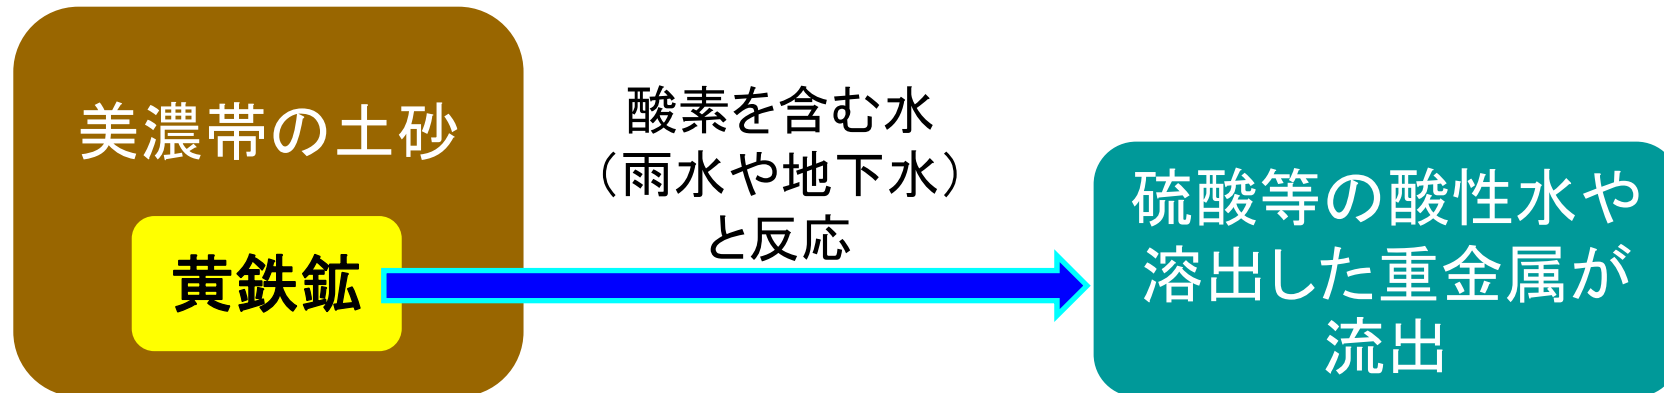 美濃帯の土砂
黄鉄鉱
酸素を含む水
（雨水や地下水）
と反応
硫酸等の酸性水や
溶出した重金属が
流出